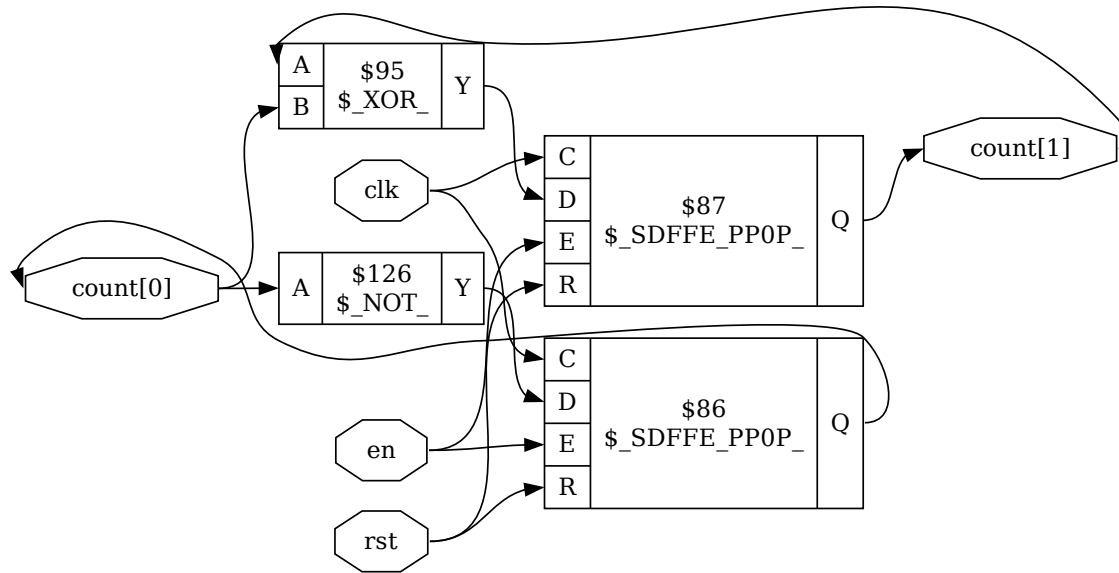 A
B
$95
$_XOR_
Y
clk
count[0]
A
$126
$_NOT_
Y
en
rst
C
D
E
R
$87
$_SDFFE_PP0P_
Q
C
D
E
R
$86
$_SDFFE_PP0P_
Q
count[1]